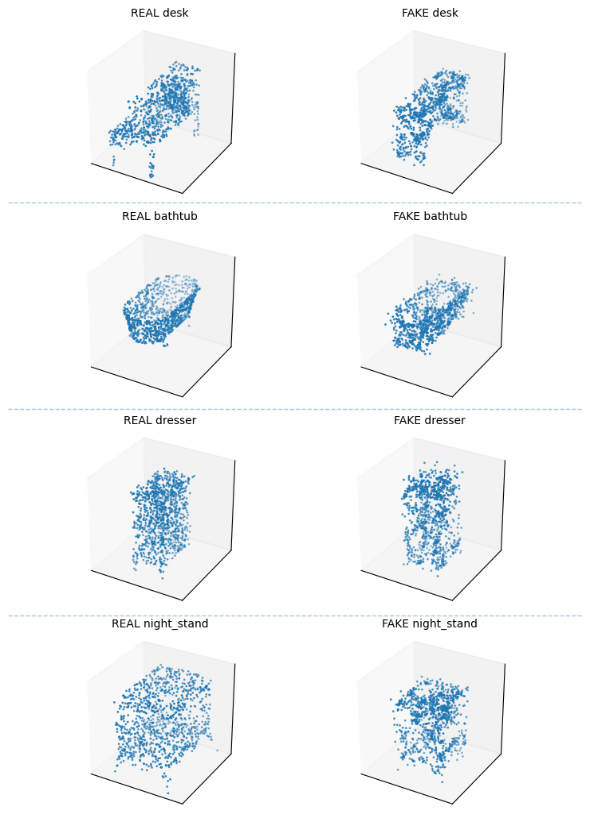 REAL desk
FAKE desk
REAL bathtub
FAKE bathtub
REAL dresser
FAKE dresser
REAL night_stand
FAKE night_stand